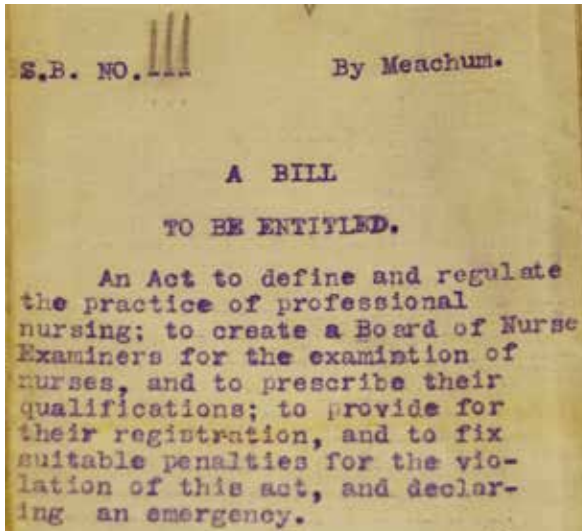 S.B. NO. 111 By Meachum.
A BILL
TO BE ENTITLED.
An Act to define and regulate
the practice of professional
nursing; to create a Board of Nurse
Examiners for the examintion of
nurses, and to prescribe their
qualifications; to provide for
their registration, and to fix
suitable penalties for the vio-
lation of this act, and declar-
ing an emergency.